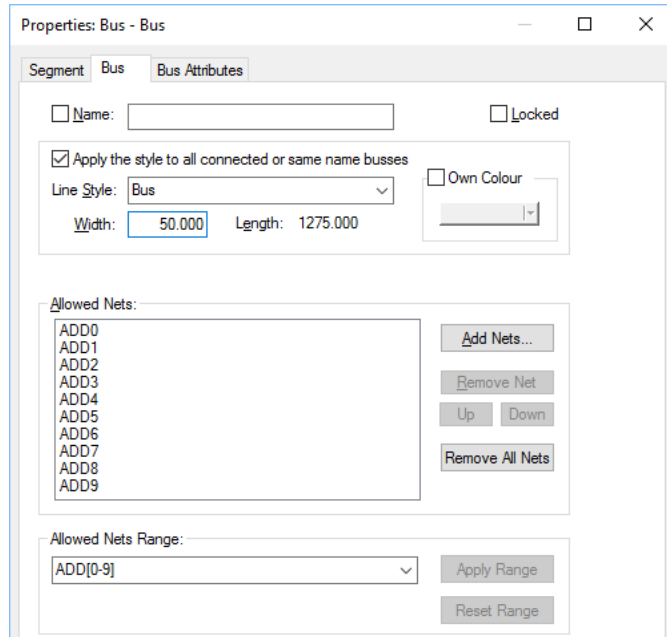 Properties: Bus - Bus
Segment Bus Bus Attributes
Name: Locked
Apply the style to all connected or same name busses
Own Colour
Line Style: Bus
Width: 50.000 Length: 1275.000
Allowed Nets:
ADD0
ADD1
ADD2
ADD3
ADD4
ADD5
ADD6
ADD7
ADD8
ADD9
Add Nets...
Remove Net
Up Down
Remove All Nets
Allowed Nets Range:
ADD[0-9] Apply Range
Reset Range